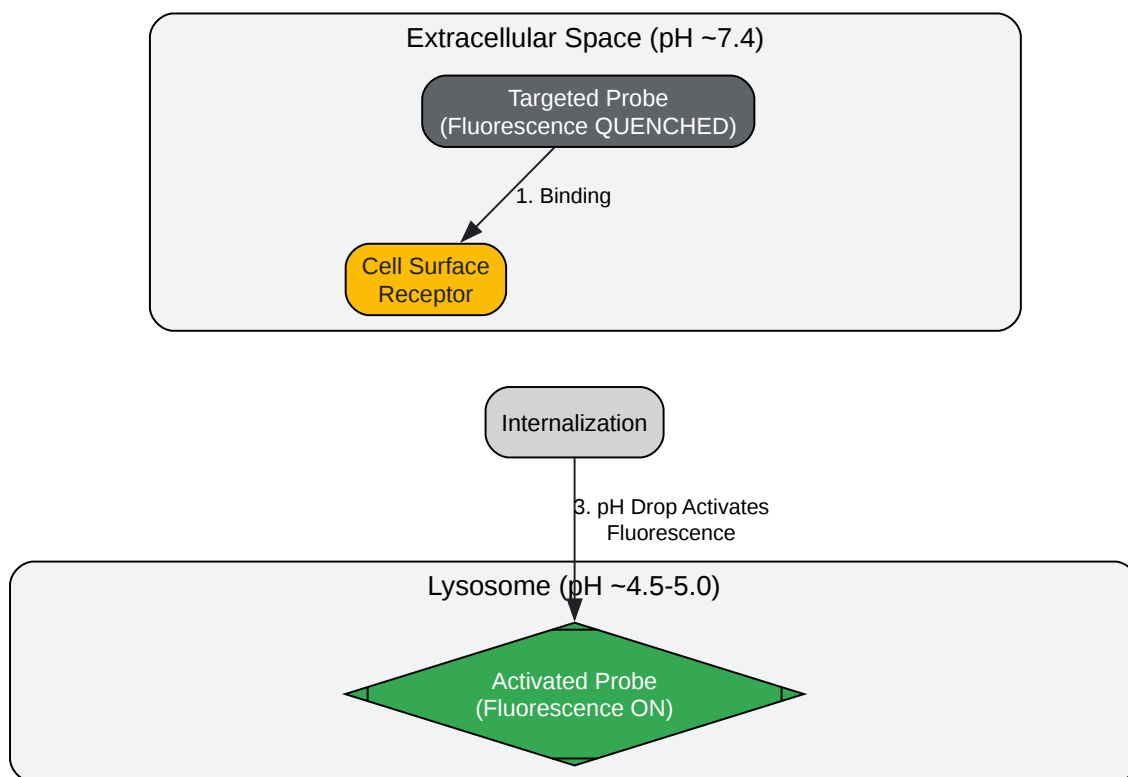 Extracellular Space (pH ~7.4)
Targeted Probe
(Fluorescence QUENCHED)
1. Binding
Cell Surface
Receptor
Internalization
3. pH Drop Activates
Fluorescence
Lysosome (pH ~4.5-5.0)
Activated Probe
(Fluorescence ON)